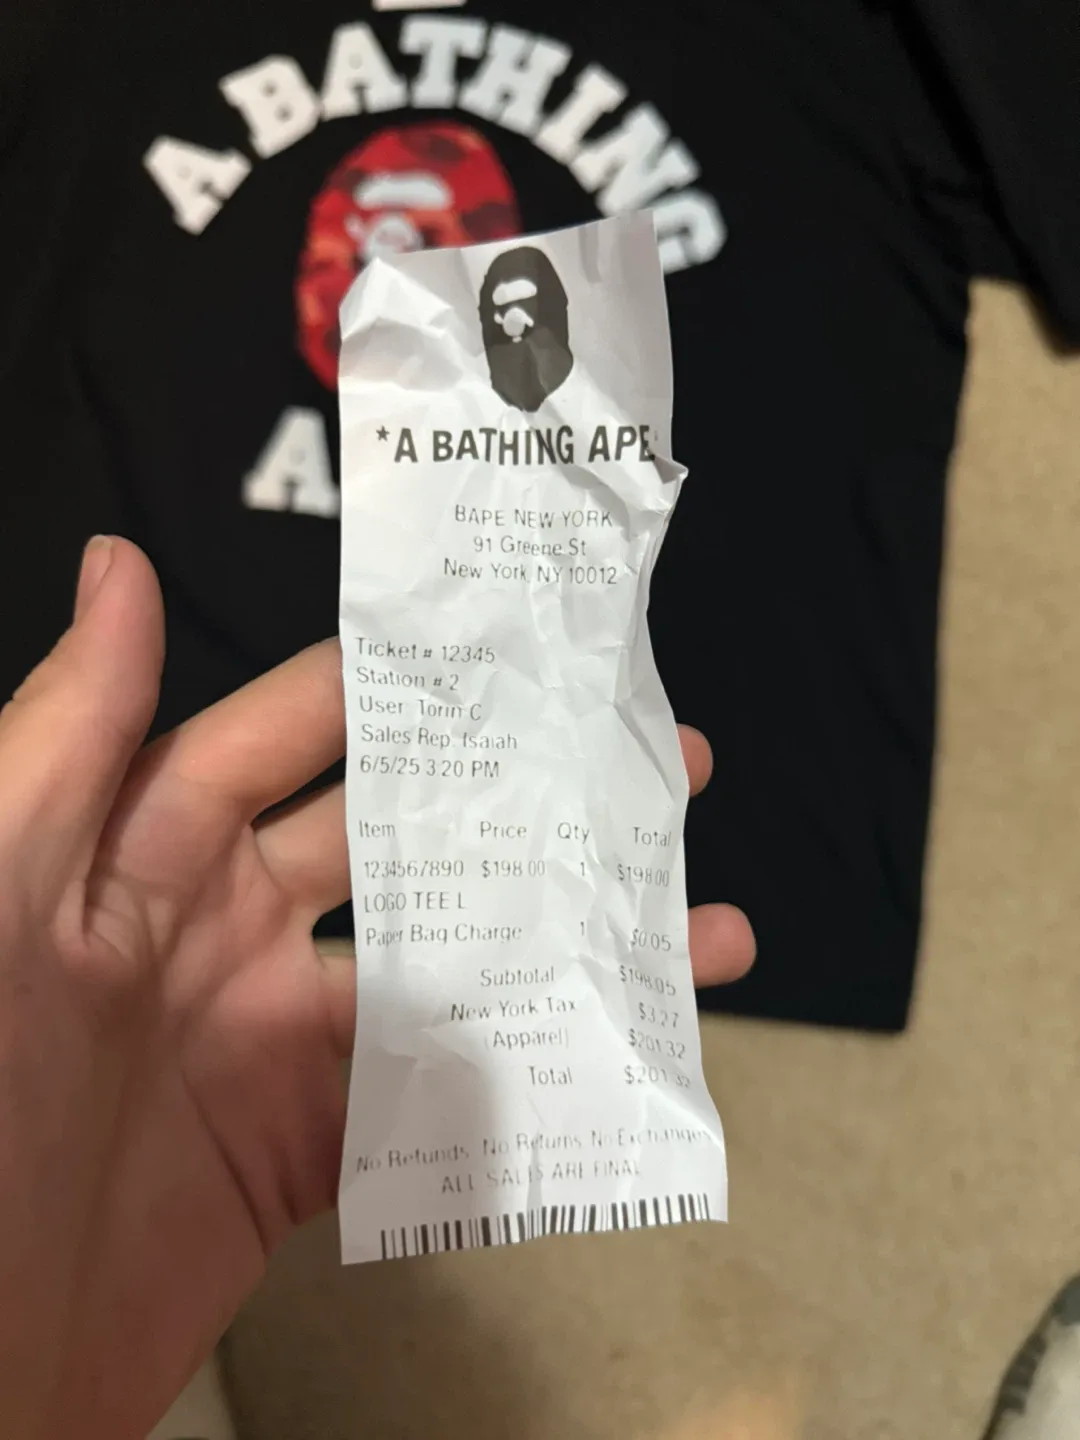 A BATHING
A
*A BATHING APE
BAPE NEW YORK
91 Greene St
New York, NY 10012
Ticket # 12345
Station # 2
User: Torin C
Sales Rep. Isaiah
6/5/25 3:20 PM
Item Price Qty Total
1234567890 $198.00 1 $198.00
LOGO TEE L
Paper Bag Charge 1 $0.05
Subtotal $198.05
New York Tax $3.27
(Apparel) $201.32
Total $201.32
No Refunds. No Returns. No Exchanges
ALL SALES ARE FINAL